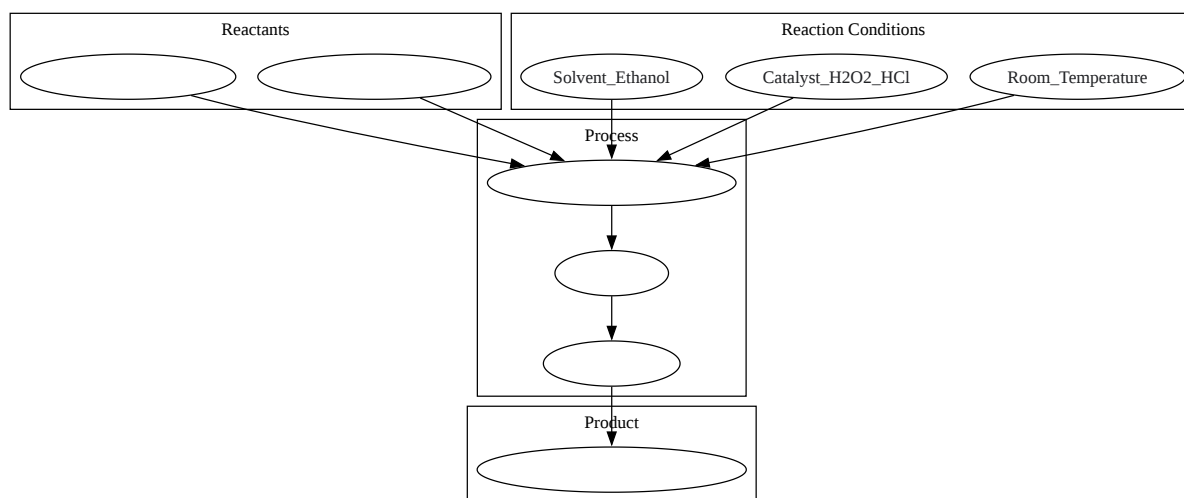 Reactants
Reaction Conditions
Solvent_Ethanol
Catalyst_H2O2_HCl
Room_Temperature
Process
Product